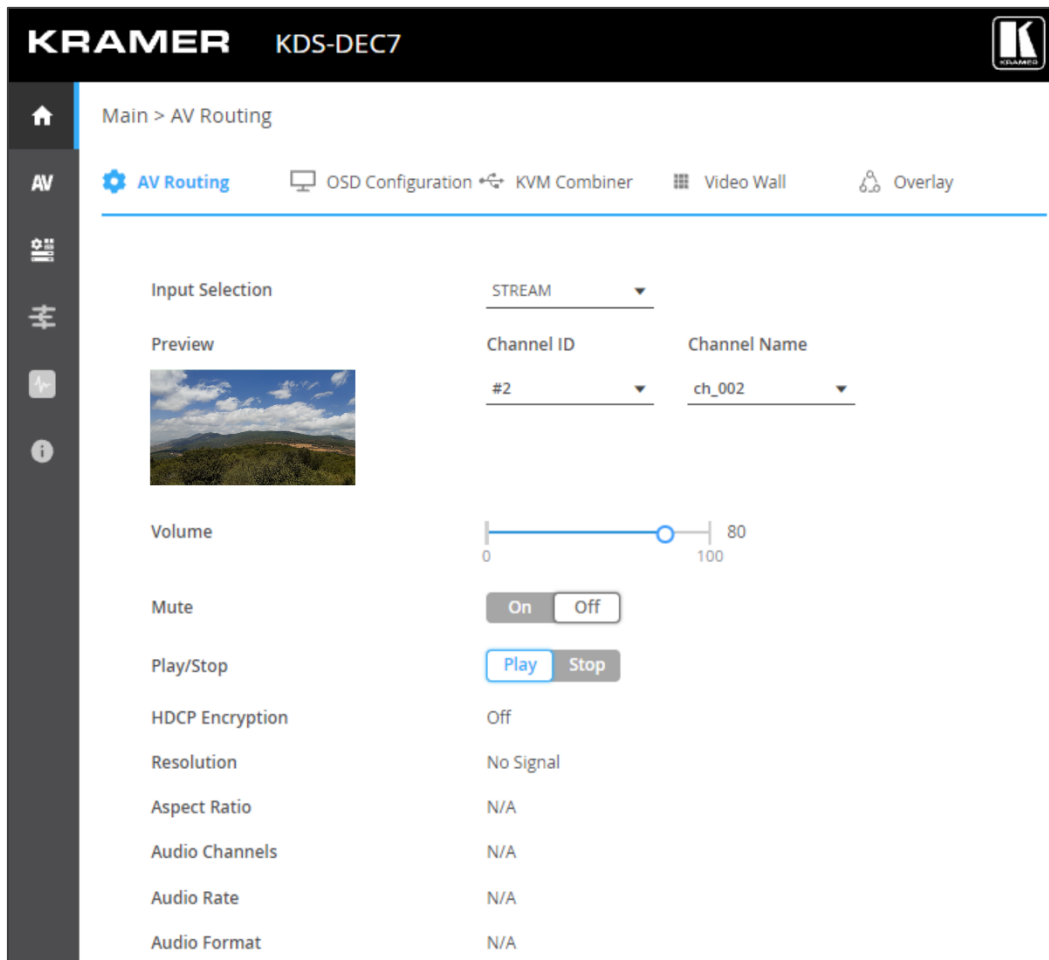 KRAMER KDS-DEC7
KRAMER
Main > AV Routing
AV
AV Routing OSD Configuration KVM Combiner Video Wall Overlay
Input Selection STREAM
Preview Channel ID Channel Name
#2 ch_002
Volume 80
0 100
Mute On Off
Play/Stop Play Stop
HDCP Encryption Off
Resolution No Signal
Aspect Ratio N/A
Audio Channels N/A
Audio Rate N/A
Audio Format N/A